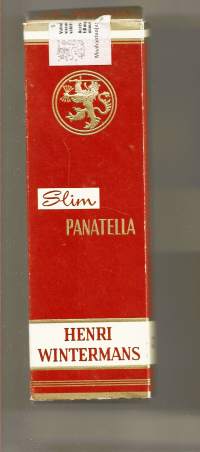 Slim
PANATELLA
HENRI
WINTERMANS